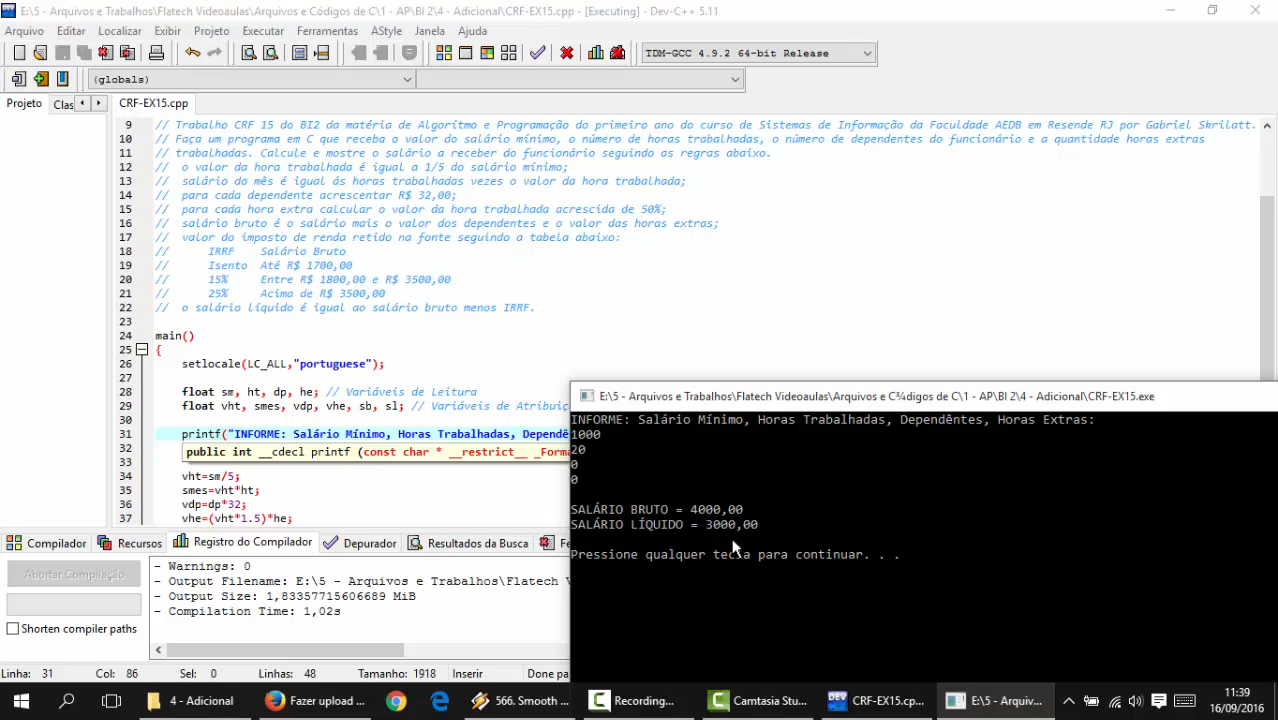 E:\5 - Arquivos e Trabalhos\Flatech Videoaulas\Arquivos e Códigos de C\1 - AP\BI 2\4 - Adicional\CRF-EX15.cpp - [Executing] - Dev-C++ 5.11
Arquivo Editar Localizar Exibir Projeto Executar Ferramentas AStyle Janela Ajuda
TDM-GCC 4.9.2 64-bit Release
(globals)
Projeto Clas CRF-EX15.cpp
9 // Trabalho CRF 15 do BI2 da matéria de Algorítmo e Programação do primeiro ano do curso de Sistemas de Informação da Faculdade AEDB em Resende RJ por Gabriel Skrilatt.
10 // Faça um programa em C que receba o valor do salário mínimo, o número de horas trabalhadas, o número de dependentes do funcionário e a quantidade horas extras
11 // trabalhadas. Calcule e mostre o salário a receber do funcionário seguindo as regras abaixo.
12 // o valor da hora trabalhada é igual a 1/5 do salário mínimo;
13 // salário do mês é igual ás horas trabalhadas vezes o valor da hora trabalhada;
14 // para cada dependente acrescentar R$ 32,00;
15 // para cada hora extra calcular o valor da hora trabalhada acrescida de 50%;
16 // salário bruto é o salário mais o valor dos dependentes e o valor das horas extras;
17 // valor do imposto de renda retido na fonte seguindo a tabela abaixo:
18 // IRRF Salário Bruto
19 // Isento Até R$ 1700,00
20 // 15% Entre R$ 1800,00 e R$ 3500,00
21 // 25% Acima de R$ 3500,00
22 // o salário líquido é igual ao salário bruto menos IRRF.
23
24 main()
25 {
26 setlocale(LC_ALL,"portuguese");
27
28 float sm, ht, dp, he; // Variáveis de Leitura
29 float vht, smes, vdp, vhe, sb, sl; // Variáveis de Atribuiç
30
31 printf("INFORME: Salário Mínimo, Horas Trabalhadas, Dependê
32 public int __cdecl printf (const char * __restrict__ _Forma
33
34 vht=sm/5;
35 smes=vht*ht;
36 vdp=dp*32;
37 vhe=(vht*1.5)*he;
E:\5 - Arquivos e Trabalhos\Flatech Videoaulas\Arquivos e C¾digos de C\1 - AP\BI 2\4 - Adicional\CRF-EX15.exe
INFORME: Salário Mínimo, Horas Trabalhadas, Dependêntes, Horas Extras:
1000
20
0
0
SALÁRIO BRUTO = 4000,00
SALÁRIO LÍQUIDO = 3000,00
Pressione qualquer tecla para continuar. . .
Compilador Recursos Registro do Compilador Depurador Resultados da Busca Fe
Abortar Compilação
Shorten compiler paths
- Warnings: 0
- Output Filename: E:\5 - Arquivos e Trabalhos\Flatech
- Output Size: 1,83357715606689 MiB
- Compilation Time: 1,02s
Linha: 31 Col: 86 Sel: 0 Linhas: 48 Tamanho: 1918 Inserir Done pa
4 - Adicional Fazer upload ... 566. Smooth ... Recording... Camtasia Stu... CRF-EX15.cp... E:\5 - Arquiv... 11:39
16/09/2016